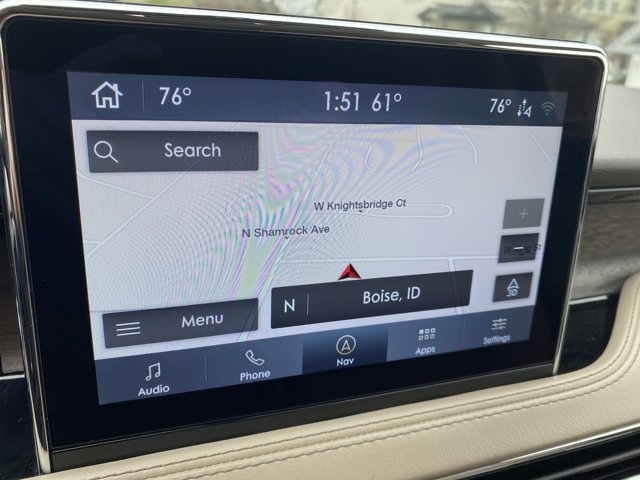 76°
1:51 61°
76°
Search
W Knightsbridge Ct
N Shamrock Ave
N
Boise, ID
3D
Menu
Audio
Phone
Nav
Apps
Settings